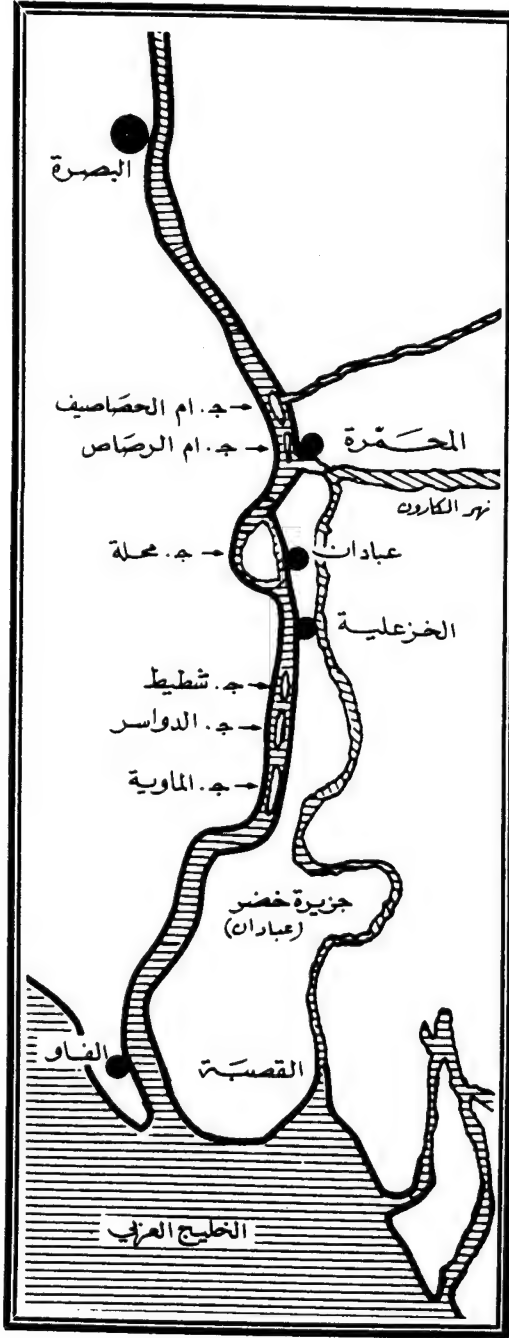 البصرة
ج. ام الحصاصيف
ج. ام الرصاص
المحمّرة
نهر الكارون
ج. محلة
عبادان
الخزعلية
ج. شطيط
ج. الدواسر
ج. الماوية
جزيرة خضر
(عبادان)
الفاو
القصبة
الخليج العربي